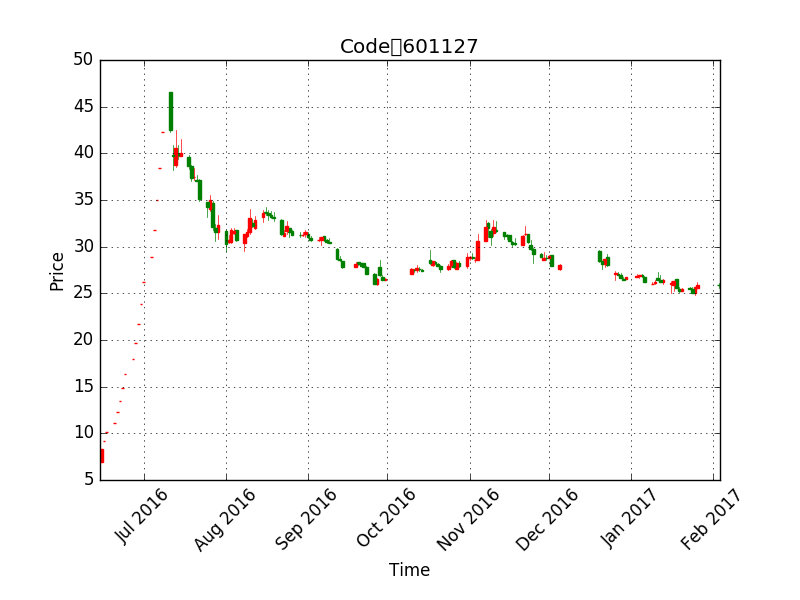 Code▯601127
50
45
40
35
30
25
20
15
10
5
Price
Jul 2016
Aug 2016
Sep 2016
Oct 2016
Nov 2016
Dec 2016
Jan 2017
Feb 2017
Time